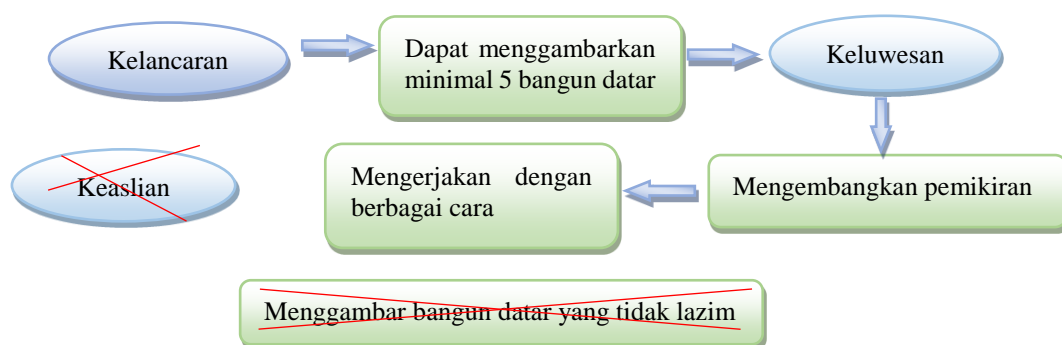 Kelancaran
Dapat menggambarkan
minimal 5 bangun datar
Keluwesan
Mengembangkan pemikiran
Mengerjakan dengan
berbagai cara
Keaslian
Menggambar bangun datar yang tidak lazim